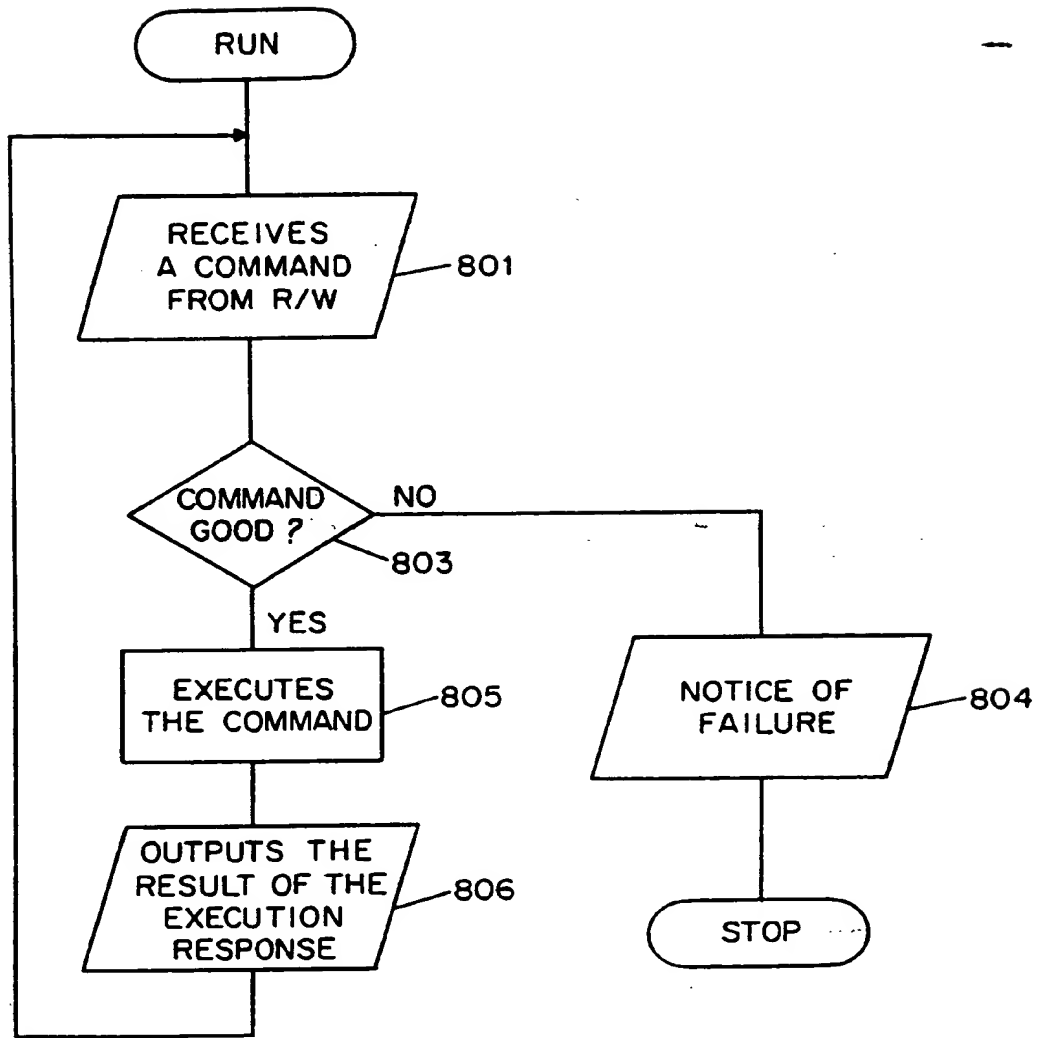 RUN
RECEIVES
A COMMAND
FROM R/W
801
COMMAND
GOOD ?
NO
803
YES
EXECUTES
THE COMMAND
805
NOTICE OF
FAILURE
804
OUTPUTS THE
RESULT OF THE
EXECUTION
RESPONSE
806
STOP